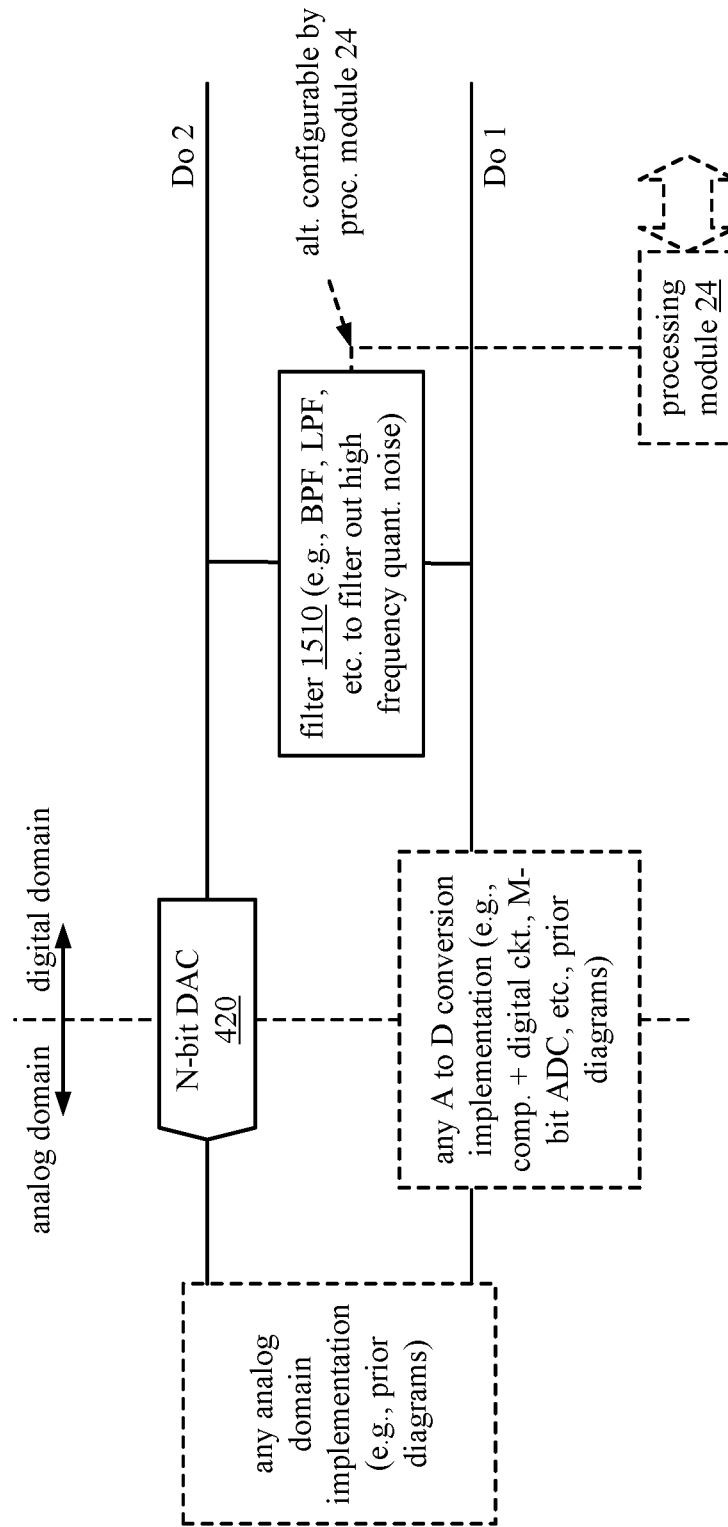 analog domain
digital domain
any analog
domain
implementation
(e.g., prior
diagrams)
N-bit DAC
420
Do 2
any A to D conversion
implementation (e.g.,
comp. + digital ckt., M-
bit ADC, etc., prior
diagrams)
filter 1510 (e.g., BPF, LPF,
etc. to filter out high
frequency quant. noise)
alt. configurable by
proc. module 24
Do 1
processing
module 24